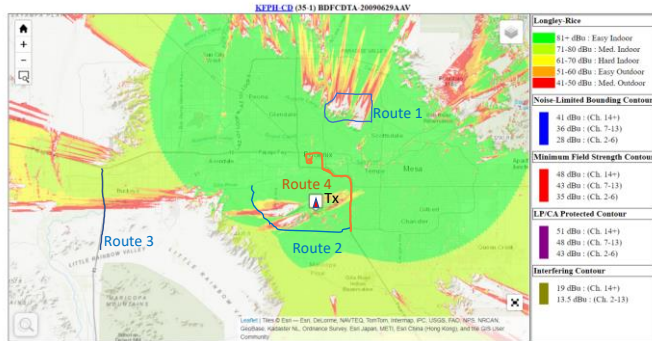 KFPH-CD (35-1) BDFCDTA-20090629AAV
Longley-Rice
81+ dBu : Easy Indoor
71-80 dBu : Med. Indoor
61-70 dBu : Hard Indoor
51-60 dBu : Easy Outdoor
41-50 dBu : Med. Outdoor
Noise-Limited Bounding Contour
41 dBu : (Ch. 14+)
36 dBu : (Ch. 7-13)
28 dBu : (Ch. 2-6)
Minimum Field Strength Contour
48 dBu : (Ch. 14+)
43 dBu : (Ch. 7-13)
35 dBu : (Ch. 2-6)
LP/CA Protected Contour
51 dBu : (Ch. 14+)
48 dBu : (Ch. 7-13)
43 dBu : (Ch. 2-6)
Interfering Contour
19 dBu : (Ch. 14+)
13.5 dBu : (Ch. 2-13)
+
−
Route 1
Mesa
Route 4
Tx
Route 3
Route 2
LITTLE RAINBOW VALLEY
MARICOPA
MOUNTAINS
Chandler
Gilbert
Leaflet | Tiles © Esri — Esri, DeLorme, NAVTEQ, TomTom, Intermap, iPC, USGS, FAO, NPS, NRCAN,
GeoBase, Kadaster NL, Ordnance Survey, Esri Japan, METI, Esri China (Hong Kong), and the GIS User
Community